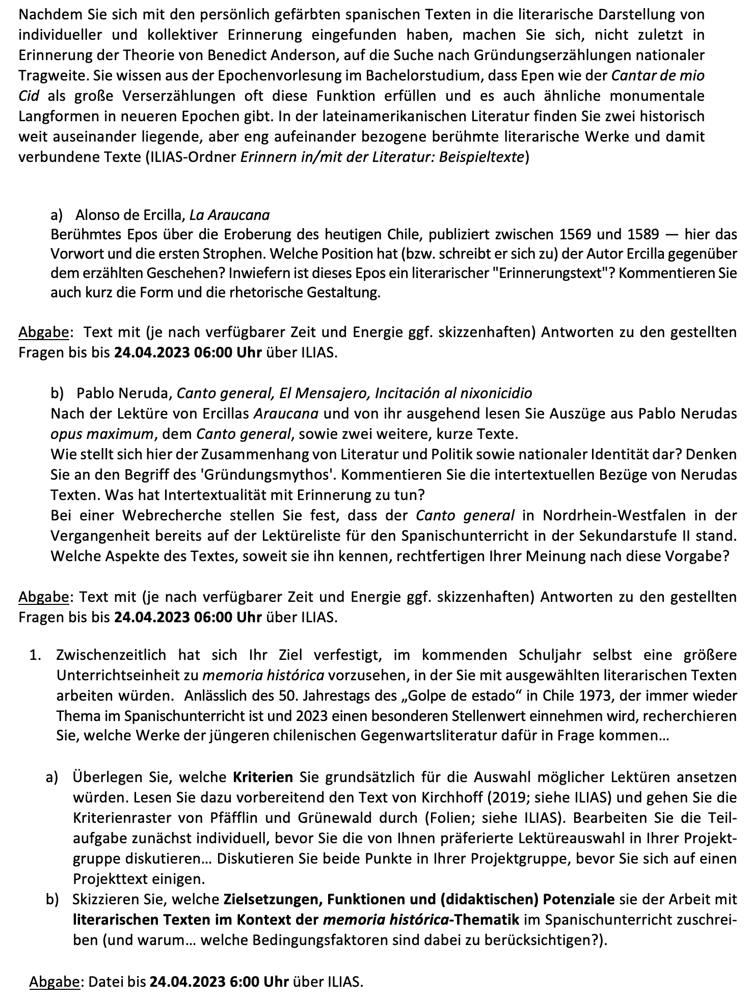 Nachdem Sie sich mit den persönlich gefärbten spanischen Texten in die literarische Darstellung von
individueller und kollektiver Erinnerung eingefunden haben, machen Sie sich, nicht zuletzt in
Erinnerung der Theorie von Benedict Anderson, auf die Suche nach Gründungserzählungen nationaler
Tragweite. Sie wissen aus der Epochenvorlesung im Bachelorstudium, dass Epen wie der Cantar de mio
Cid als große Verserzählungen oft diese Funktion erfüllen und es auch ähnliche monumentale
Langformen in neueren Epochen gibt. In der lateinamerikanischen Literatur finden Sie zwei historisch
weit auseinander liegende, aber eng aufeinander bezogene berühmte literarische Werke und damit
verbundene Texte (ILIAS-Ordner Erinnern in/mit der Literatur: Beispieltexte)
a) Alonso de Ercilla, La Araucana
Berühmtes Epos über die Eroberung des heutigen Chile, publiziert zwischen 1569 und 1589 — hier das
Vorwort und die ersten Strophen. Welche Position hat (bzw. schreibt er sich zu) der Autor Ercilla gegenüber
dem erzählten Geschehen? Inwiefern ist dieses Epos ein literarischer "Erinnerungstext"? Kommentieren Sie
auch kurz die Form und die rhetorische Gestaltung.
Abgabe: Text mit (je nach verfügbarer Zeit und Energie ggf. skizzenhaften) Antworten zu den gestellten
Fragen bis bis 24.04.2023 06:00 Uhr über ILIAS.
b) Pablo Neruda, Canto general, El Mensajero, Incitación al nixonicidio
Nach der Lektüre von Ercillas Araucana und von ihr ausgehend lesen Sie Auszüge aus Pablo Nerudas
opus maximum, dem Canto general, sowie zwei weitere, kurze Texte.
Wie stellt sich hier der Zusammenhang von Literatur und Politik sowie nationaler Identität dar? Denken
Sie an den Begriff des 'Gründungsmythos'. Kommentieren Sie die intertextuellen Bezüge von Nerudas
Texten. Was hat Intertextualität mit Erinnerung zu tun?
Bei einer Webrecherche stellen Sie fest, dass der Canto general in Nordrhein-Westfalen in der
Vergangenheit bereits auf der Lektüreliste für den Spanischunterricht in der Sekundarstufe II stand.
Welche Aspekte des Textes, soweit sie ihn kennen, rechtfertigen Ihrer Meinung nach diese Vorgabe?
Abgabe: Text mit (je nach verfügbarer Zeit und Energie ggf. skizzenhaften) Antworten zu den gestellten
Fragen bis bis 24.04.2023 06:00 Uhr über ILIAS.
1. Zwischenzeitlich hat sich Ihr Ziel verfestigt, im kommenden Schuljahr selbst eine größere
Unterrichtseinheit zu memoria histórica vorzusehen, in der Sie mit ausgewählten literarischen Texten
arbeiten würden. Anlässlich des 50. Jahrestags des „Golpe de estado“ in Chile 1973, der immer wieder
Thema im Spanischunterricht ist und 2023 einen besonderen Stellenwert einnehmen wird, recherchieren
Sie, welche Werke der jüngeren chilenischen Gegenwartsliteratur dafür in Frage kommen…
a) Überlegen Sie, welche Kriterien Sie grundsätzlich für die Auswahl möglicher Lektüren ansetzen
würden. Lesen Sie dazu vorbereitend den Text von Kirchhoff (2019; siehe ILIAS) und gehen Sie die
Kriterienraster von Pfäfflin und Grünewald durch (Folien; siehe ILIAS). Bearbeiten Sie die Teil-
aufgabe zunächst individuell, bevor Sie die von Ihnen präferierte Lektüreauswahl in Ihrer Projekt-
gruppe diskutieren… Diskutieren Sie beide Punkte in Ihrer Projektgruppe, bevor Sie sich auf einen
Projekttext einigen.
b) Skizzieren Sie, welche Zielsetzungen, Funktionen und (didaktischen) Potenziale sie der Arbeit mit
literarischen Texten im Kontext der memoria histórica-Thematik im Spanischunterricht zuschrei-
ben (und warum… welche Bedingungsfaktoren sind dabei zu berücksichtigen?).
Abgabe: Datei bis 24.04.2023 6:00 Uhr über ILIAS.